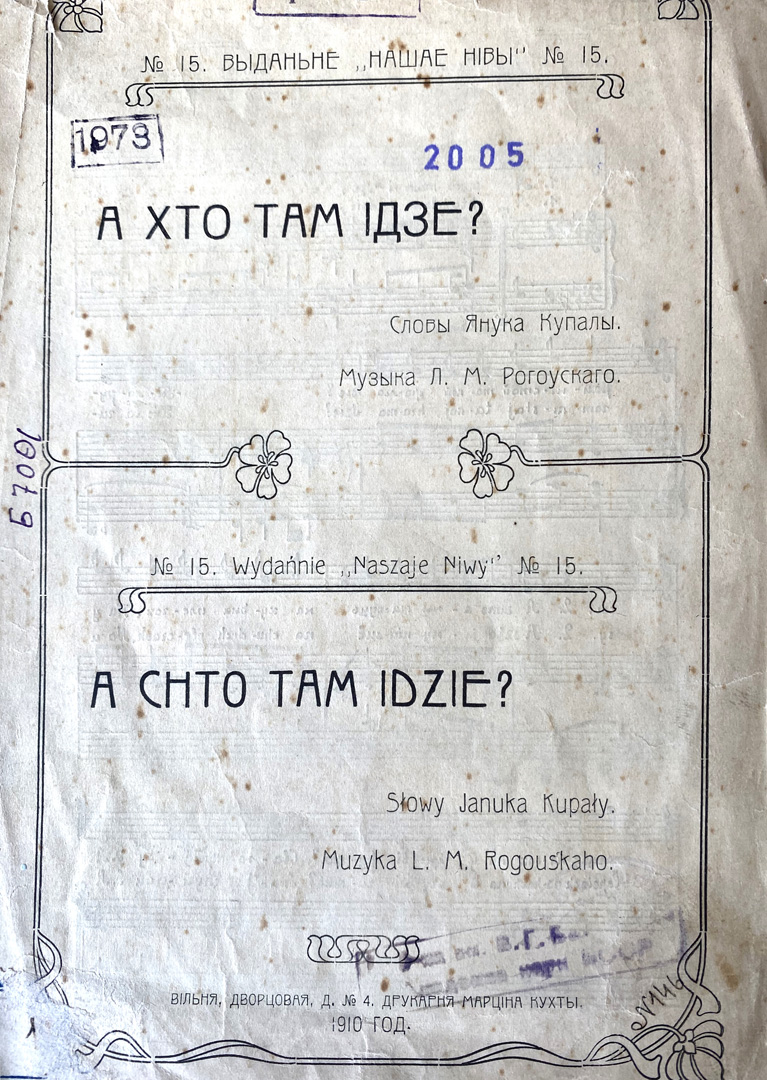 № 15. ВЫДАНЬНЕ „НАШАЕ НІВЫ“ № 15.
1973
2005
А ХТО ТАМ ІДЗЕ?
Словы Янука Купалы.
Музыка Л. М. Рогоускаго.
Б7009
№ 15. Wydańnie „Naszaje Niwy“ № 15.
A CHTO TAM IDZIE?
Słowy Januka Kupały.
Muzyka L. M. Rogouskaho.
ВІЛЬНЯ, ДВОРЦОВАЯ, Д. № 4. ДРУКАРНЯ МАРЦІНА КУХТЫ.
1910 ГОД.
N146